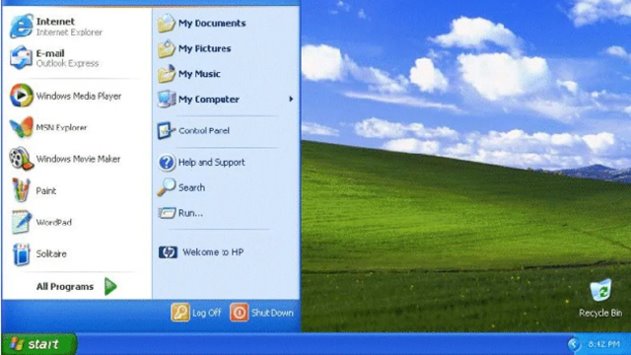 Internet
Internet Explorer
E-mail
Outlook Express
Windows Media Player
MSN Explorer
Windows Movie Maker
Paint
WordPad
Solitaire
All Programs
My Documents
My Pictures
My Music
My Computer
Control Panel
Help and Support
Search
Run...
hp Welcome to HP
Log Off Shut Down
Recycle Bin
start 8:42 PM